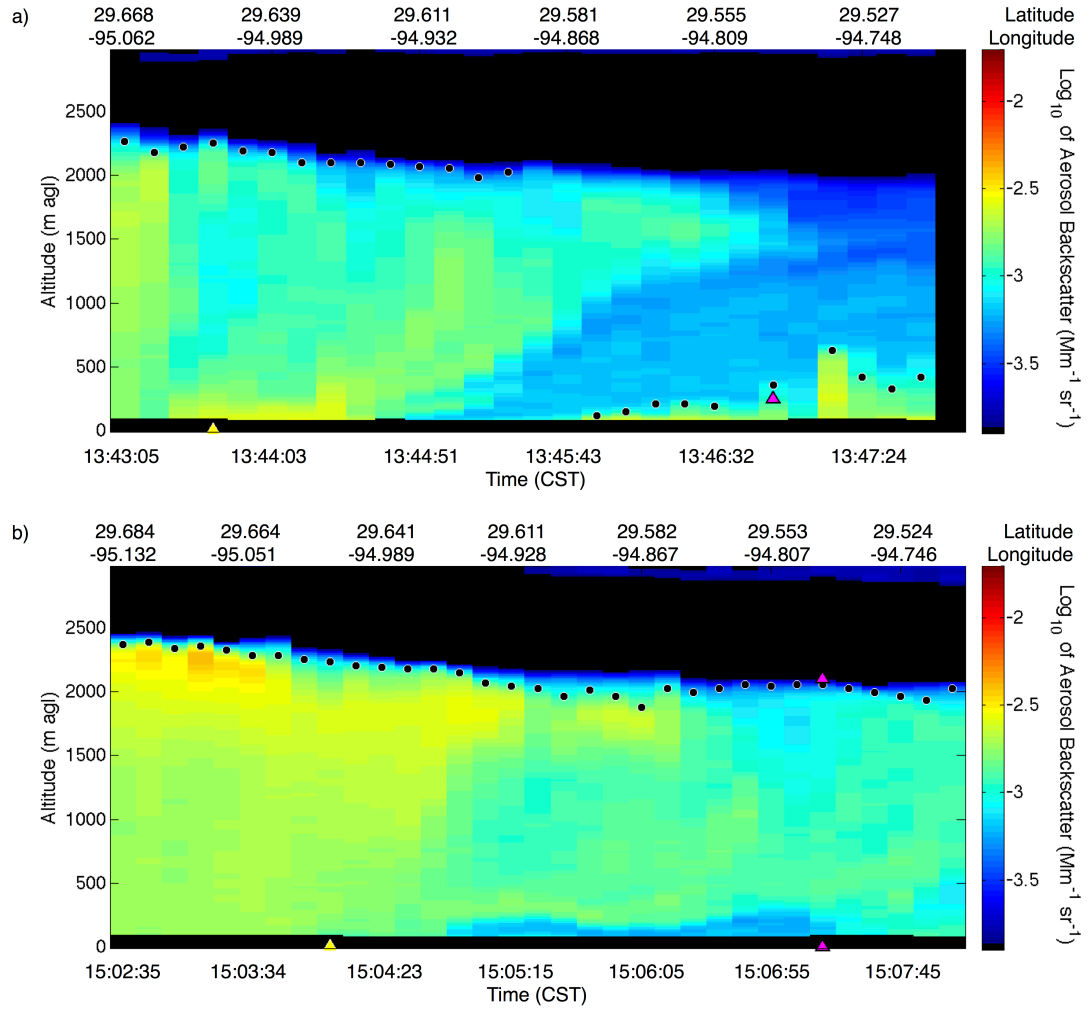 a)
29.668 29.639 29.611 29.581 29.555 29.527 Latitude
-95.062 -94.989 -94.932 -94.868 -94.809 -94.748 Longitude
2500
2000
1500
1000
500
0
Altitude (m agl)
13:43:05 13:44:03 13:44:51 13:45:43 13:46:32 13:47:24
Time (CST)
-2
-2.5
-3
-3.5
Log10 of Aerosol Backscatter (Mm-1 sr-1)
b)
29.684 29.664 29.641 29.611 29.582 29.553 29.524 Latitude
-95.132 -95.051 -94.989 -94.928 -94.867 -94.807 -94.746 Longitude
2500
2000
1500
1000
500
0
Altitude (m agl)
15:02:35 15:03:34 15:04:23 15:05:15 15:06:05 15:06:55 15:07:45
Time (CST)
-2
-2.5
-3
-3.5
Log10 of Aerosol Backscatter (Mm-1 sr-1)